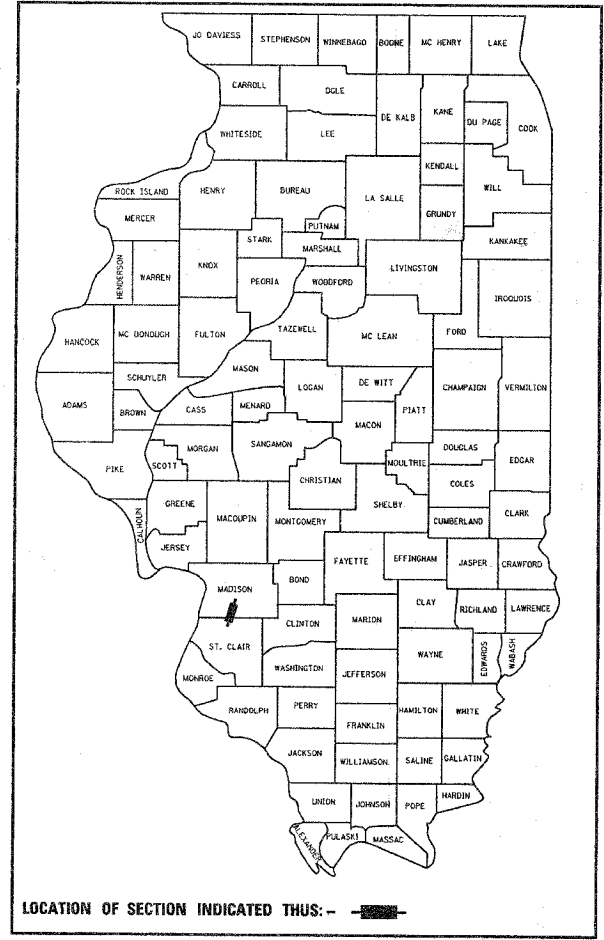 JO DAVIESS STEPHENSON WINNEBAGO BOONE MC HENRY LAKE
CARROLL OGLE DE KALB KANE DU PAGE COOK
WHITESIDE LEE KENDALL WILL
ROCK ISLAND HENRY BUREAU LA SALLE GRUNDY
MERCER STARK PUTNAM KANKAKEE
HENDERSON WARREN KNOX MARSHALL LIVINGSTON
PEORIA WOODFORD IROQUOIS
HANCOCK MC DONOUGH FULTON TAZEWELL MC LEAN FORD
SCHUYLER MASON LOGAN DE WITT CHAMPAIGN VERMILION
ADAMS BROWN CASS MENARD MACON PIATT
PIKE SCOTT MORGAN SANGAMON CHRISTIAN MOULTRIE DOUGLAS EDGAR
COLES
CALHOUN GREENE MACOUPIN MONTGOMERY SHELBY CUMBERLAND CLARK
JERSEY FAYETTE EFFINGHAM JASPER CRAWFORD
MADISON BOND CLAY RICHLAND LAWRENCE
ST. CLAIR CLINTON MARION WAYNE EDWARDS WABASH
MONROE WASHINGTON JEFFERSON
RANDOLPH PERRY FRANKLIN HAMILTON WHITE
JACKSON WILLIAMSON SALINE GALLATIN
UNION JOHNSON POPE HARDIN
ALEXANDER PULASKI MASSAC
LOCATION OF SECTION INDICATED THUS:-